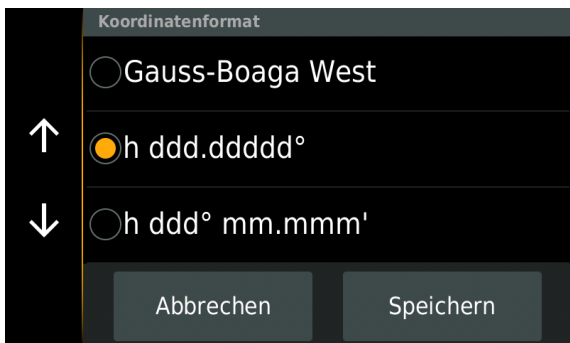 Koordinatenformat
Gauss-Boaga West
h ddd.ddddd°
h ddd° mm.mmm'
Abbrechen Speichern